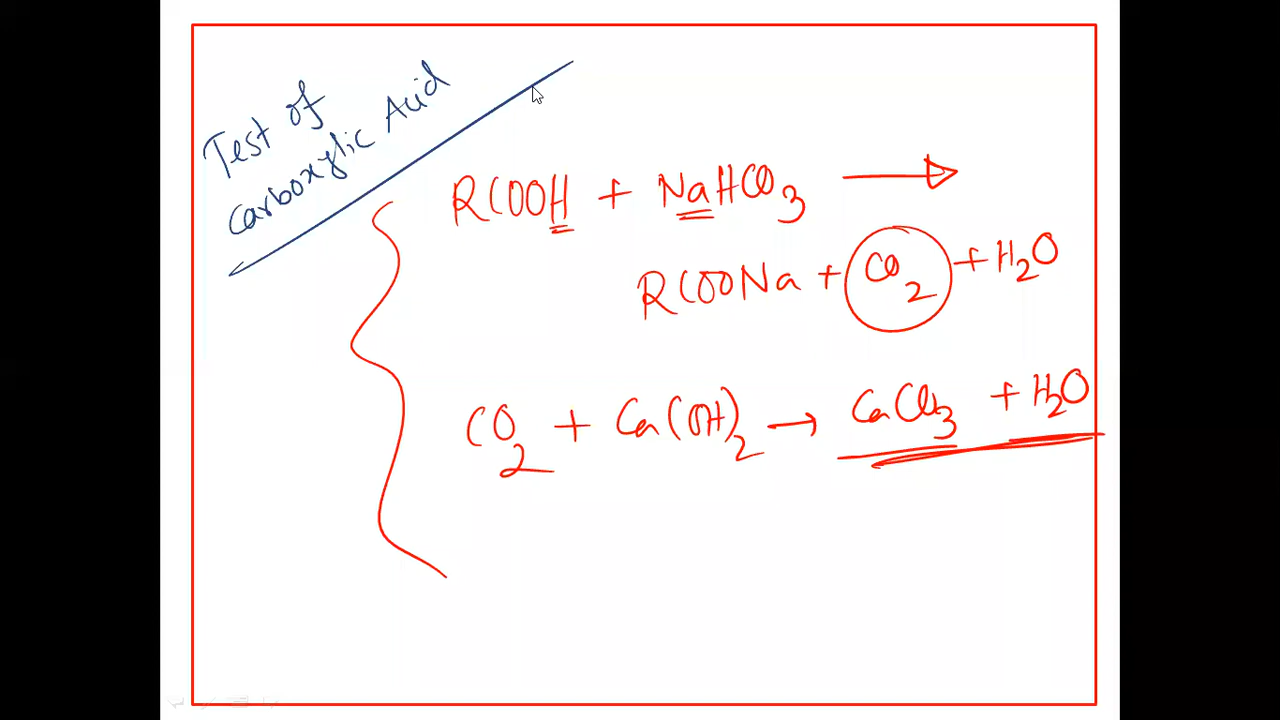 Test of
carboxylic Acid
RCOOH + NaHCO₃ →
RCOONa + CO₂ + H₂O
CO₂ + Ca(OH)₂ → CaCO₃ + H₂O